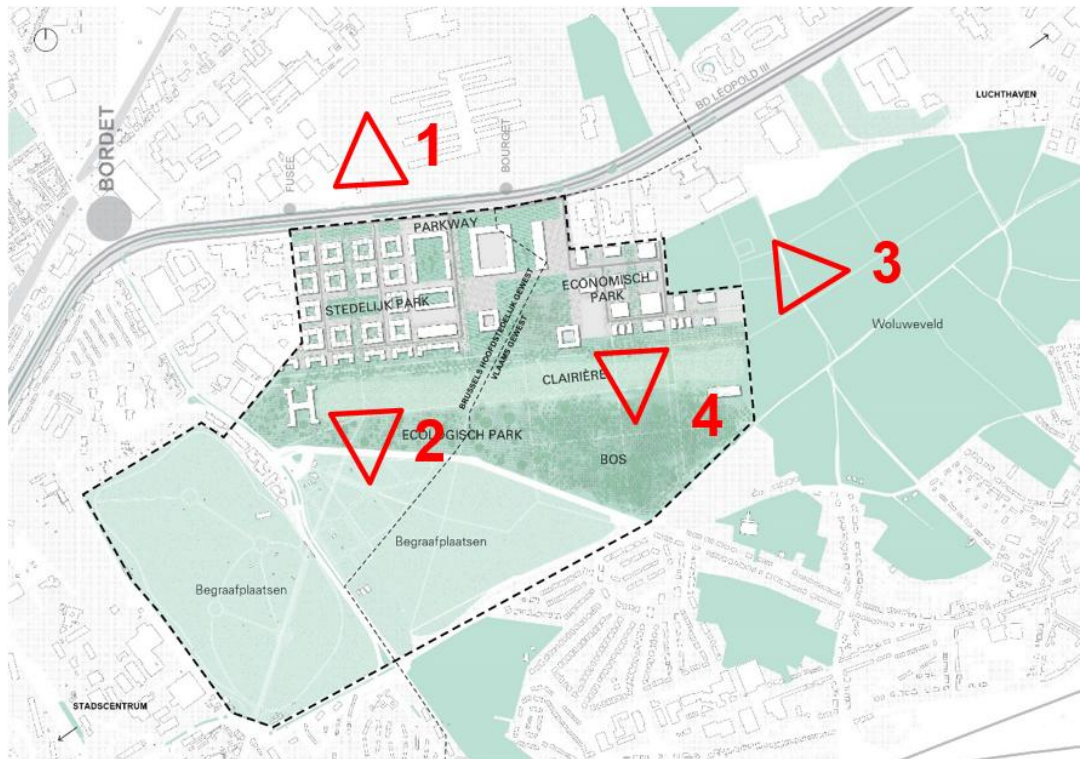 BD LEOPOLD III
LUCHTHAVEN
BORDET
1
FUSEE
BOURGET
PARKWAY
3
ECONOMISCH
PARK
STEDELIJK PARK
Woluweveld
BRUSSELS HOOFDSTEDELIJK GEWEST
VLAAMS GEWEST
CLAIRIÈRE
4
2
ECOLOGISCH PARK
BOS
Begraafplaatsen
Begraafplaatsen
STADSCENTRUM